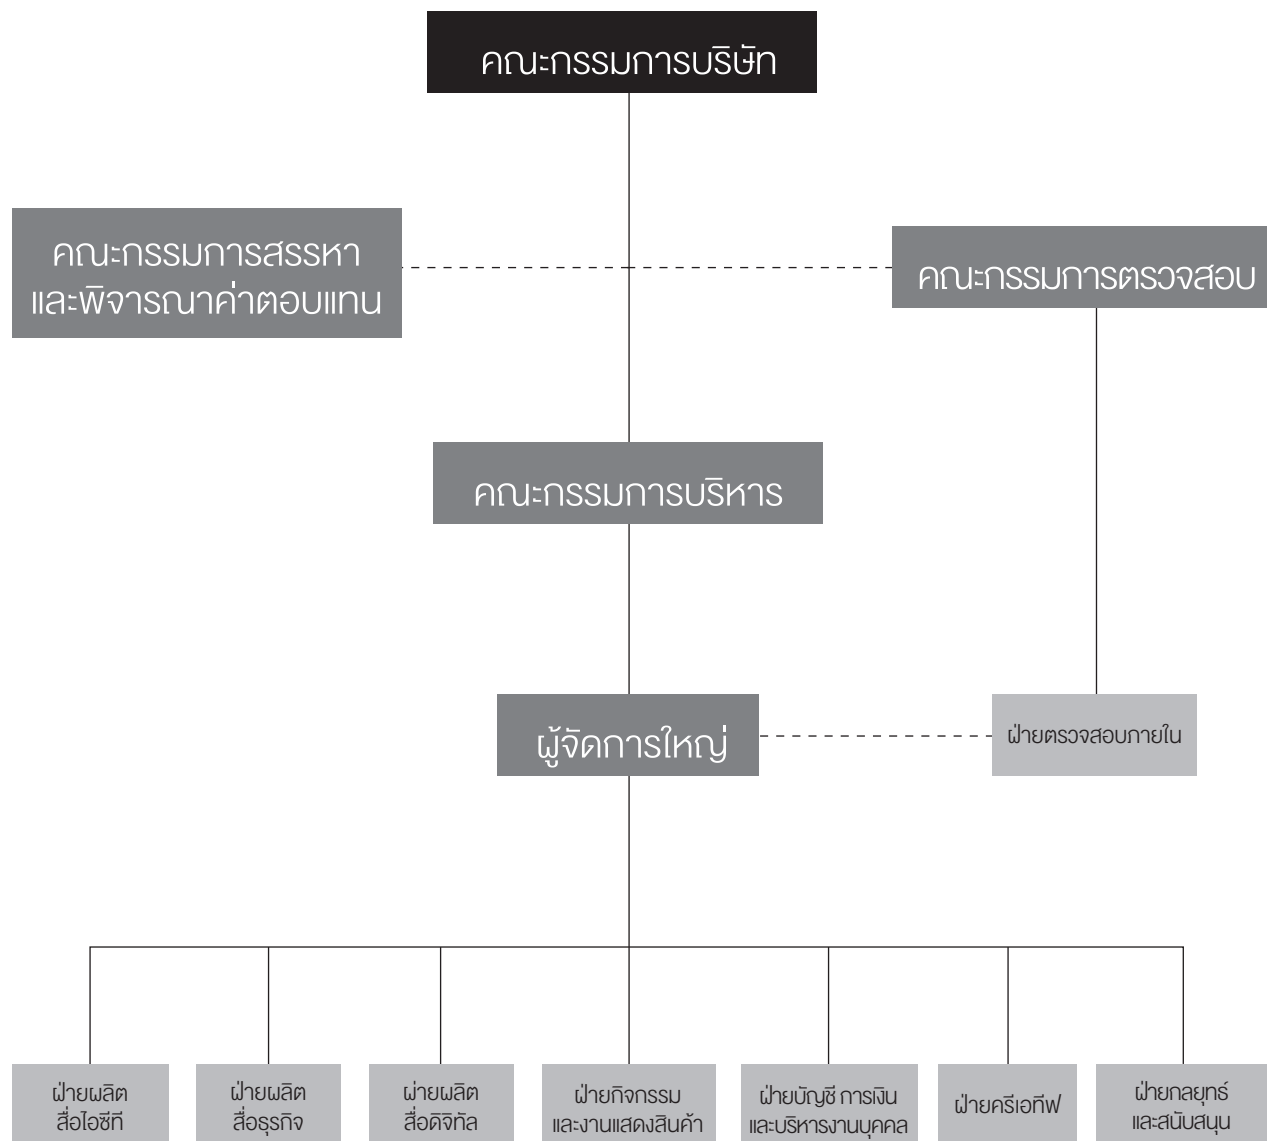 คณะกรรมการบริษัท
คณะกรรมการสรรหา
และพิจารณาค่าตอบแทน
คณะกรรมการตรวจสอบ
คณะกรรมการบริหาร
ผู้จัดการใหญ่
ฝ่ายตรวจสอบภายใน
ฝ่ายผลิต
สื่อไอซีที
ฝ่ายผลิต
สื่อธุรกิจ
ผ่ายผลิต
สื่อดิจิทัล
ฝ่ายกิจกรรม
และงานแสดงสินค้า
ฝ่ายบัญชี การเงิน
และบริหารงานบุคคล
ฝ่ายครีเอทีฟ
ฝ่ายกลยุทธ์
และสนับสนุน